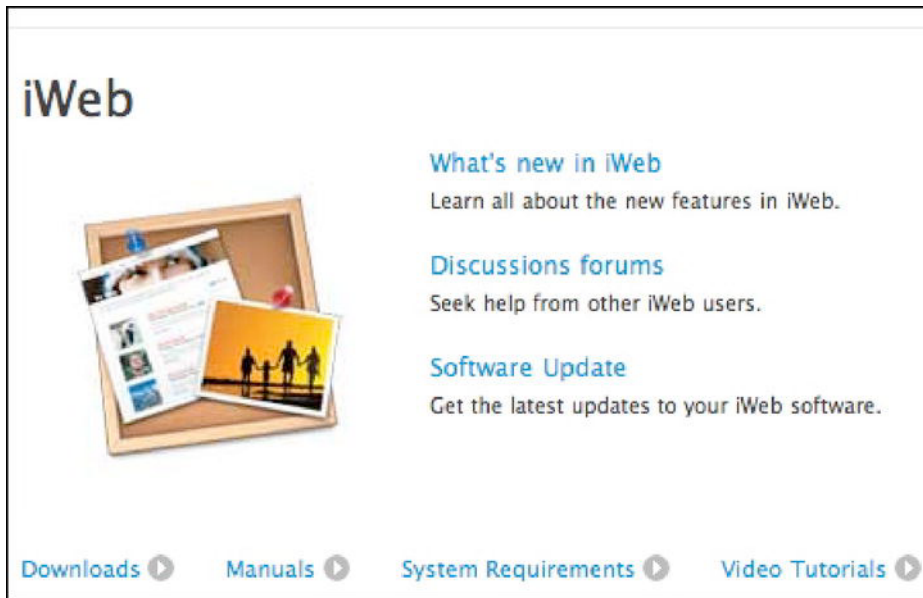 iWeb
What's new in iWeb
Learn all about the new features in iWeb.
Discussions forums
Seek help from other iWeb users.
Software Update
Get the latest updates to your iWeb software.
Downloads
Manuals
System Requirements
Video Tutorials